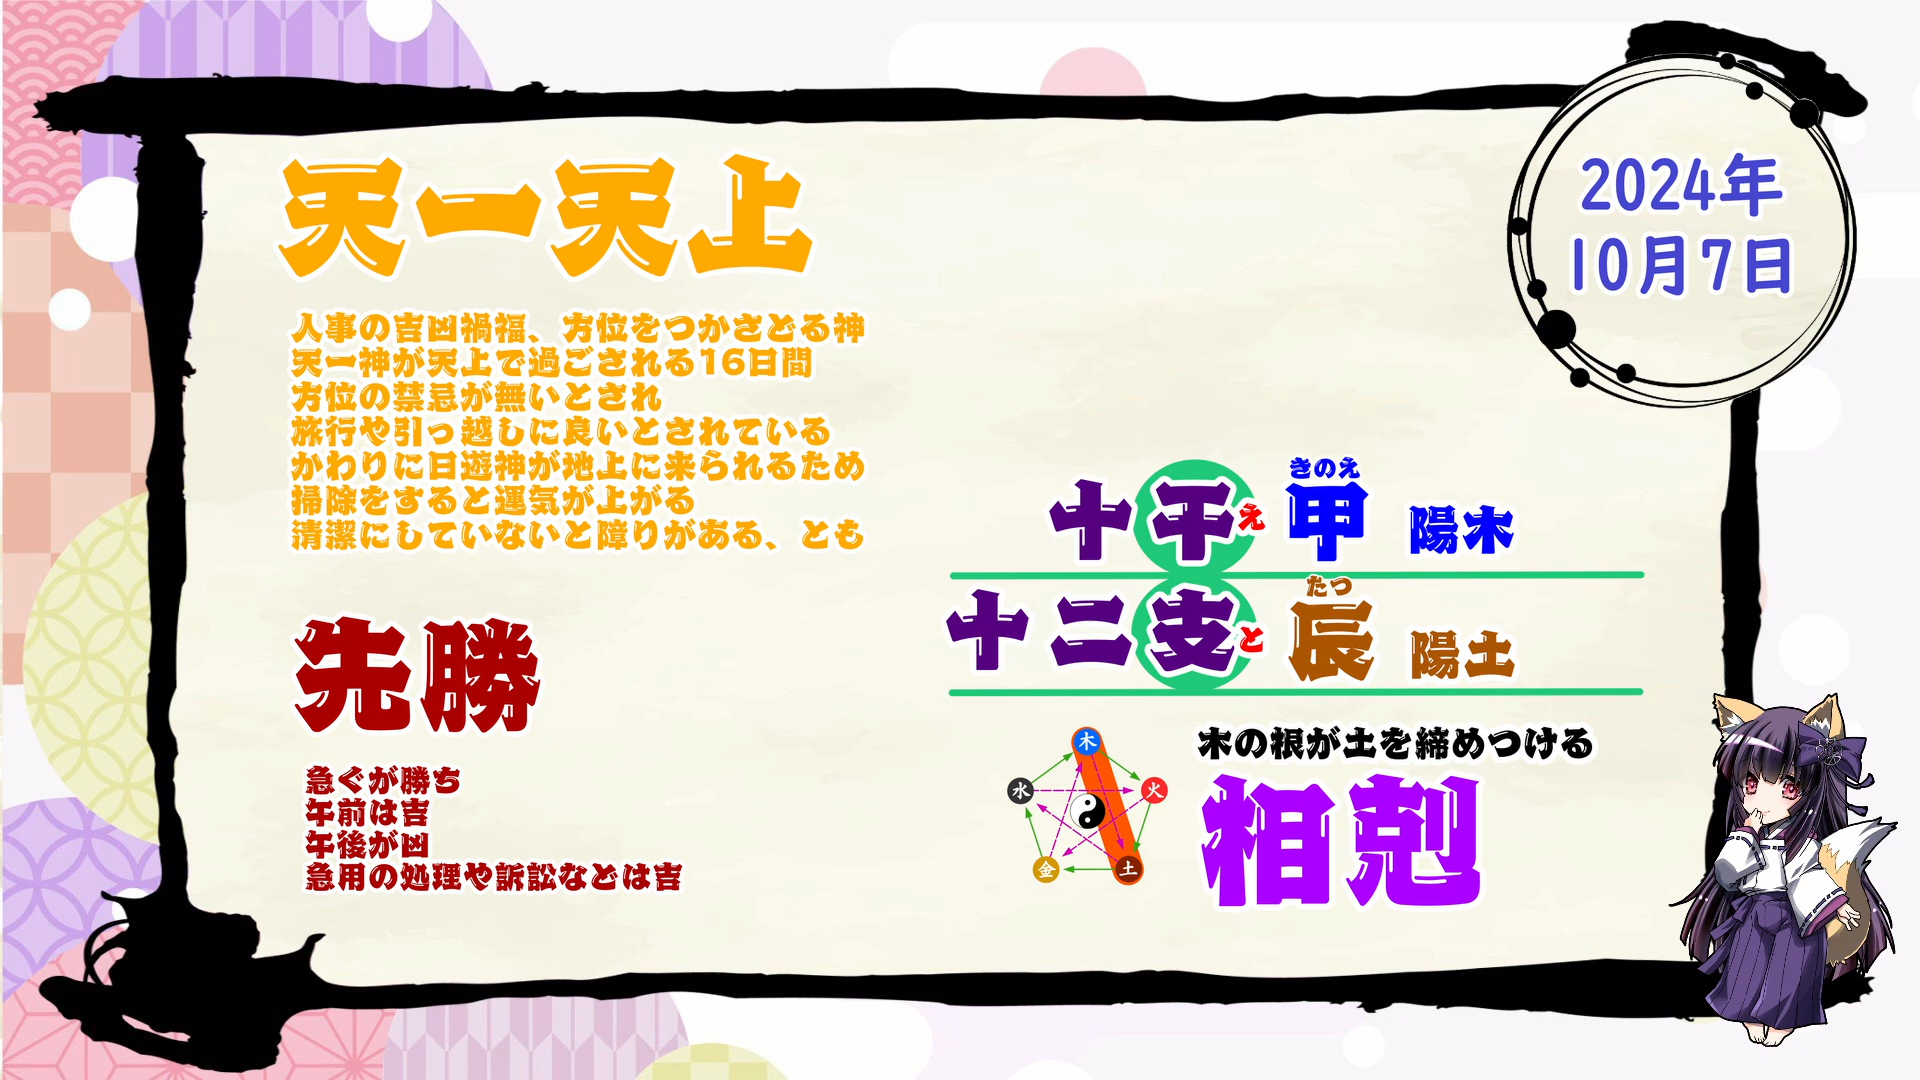 天一天上
人事の吉凶禍福、方位をつかさどる神
天一神が天上で過ごされる16日間
方位の禁忌が無いとされ
旅行や引っ越しに良いとされている
かわりに日遊神が地上に来られるため
掃除をすると運気が上がる
清潔にしていないと障りがある、とも
先勝
急ぐが勝ち
午前は吉
午後が凶
急用の処理や訴訟などは吉
2024年
10月7日
きのえ
十干え 甲 陽木
たつ
十二支と 辰 陽土
木の根が土を締めつける
相剋
木
水
火
金
土